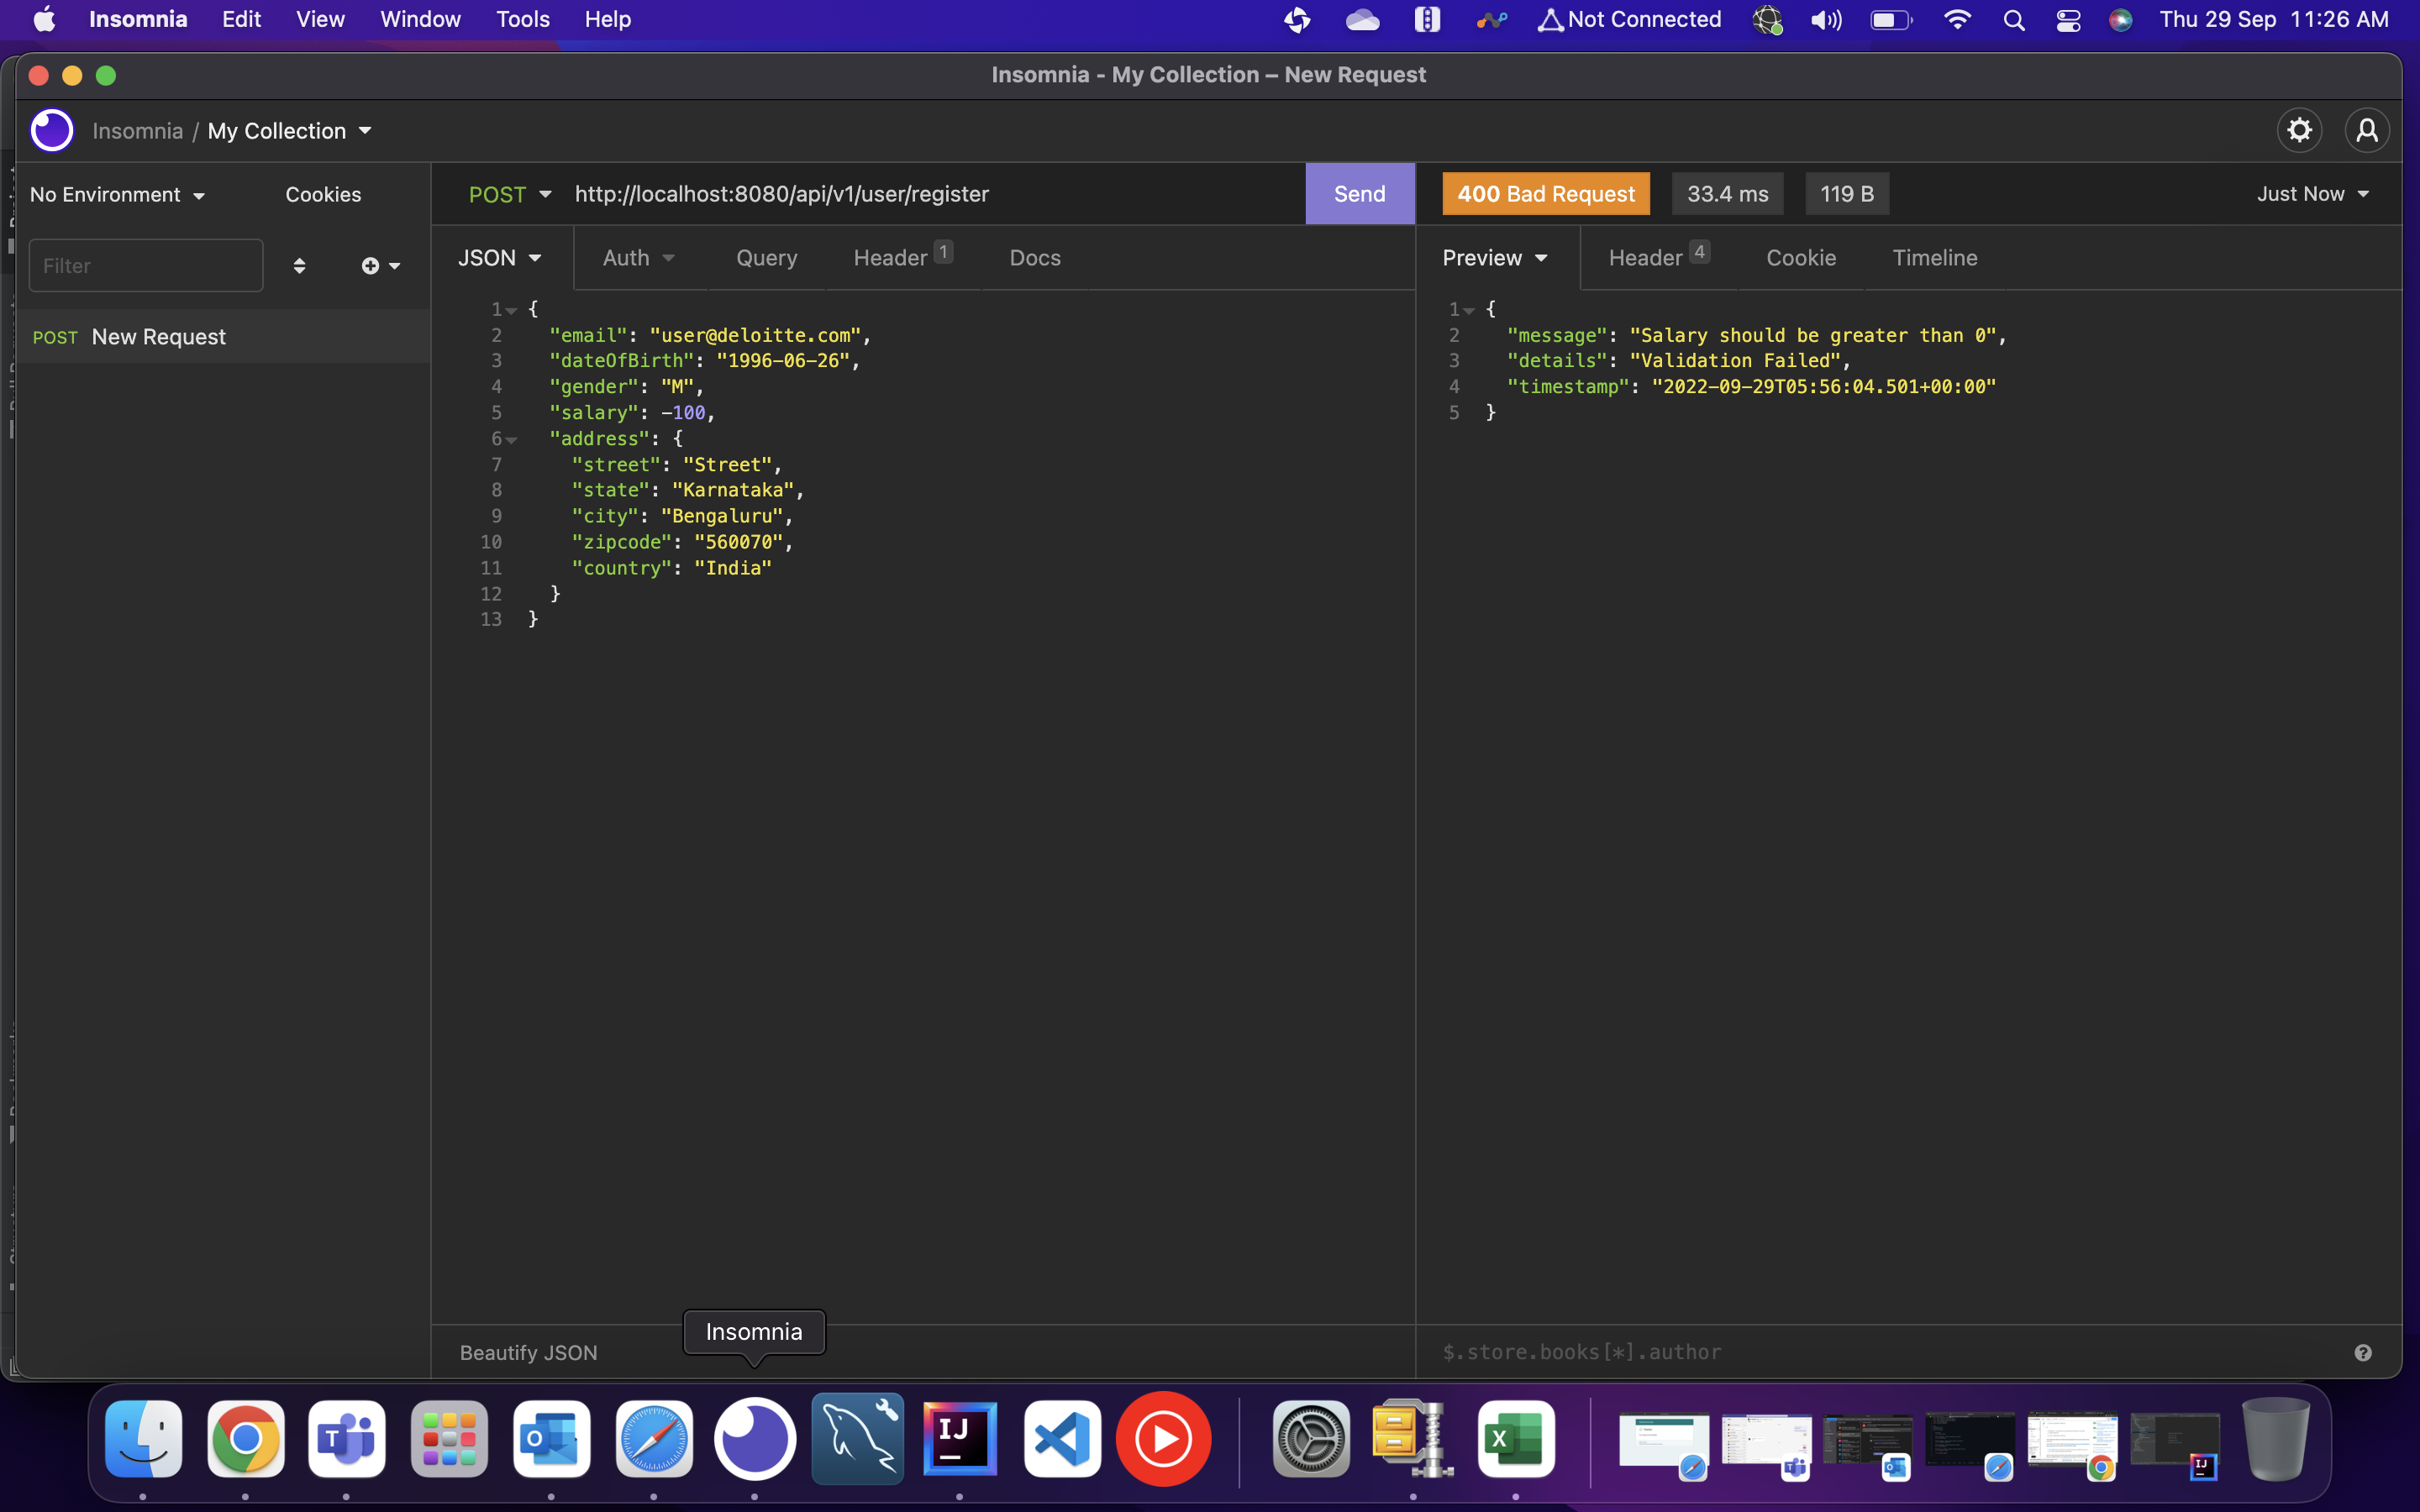 Insomnia Edit View Window Tools Help Not Connected Thu 29 Sep 11:26 AM
Insomnia - My Collection – New Request
Insomnia / My Collection
No Environment Cookies
Filter
POST New Request
POST http://localhost:8080/api/v1/user/register Send
JSON Auth Query Header 1 Docs
1 {
2 "email": "user@deloitte.com",
3 "dateOfBirth": "1996-06-26",
4 "gender": "M",
5 "salary": -100,
6 "address": {
7 "street": "Street",
8 "state": "Karnataka",
9 "city": "Bengaluru",
10 "zipcode": "560070",
11 "country": "India"
12 }
13 }
Beautify JSON
400 Bad Request 33.4 ms 119 B Just Now
Preview Header 4 Cookie Timeline
1 {
2 "message": "Salary should be greater than 0",
3 "details": "Validation Failed",
4 "timestamp": "2022-09-29T05:56:04.501+00:00"
5 }
$.store.books[*].author
Insomnia
T
O
IJ
X